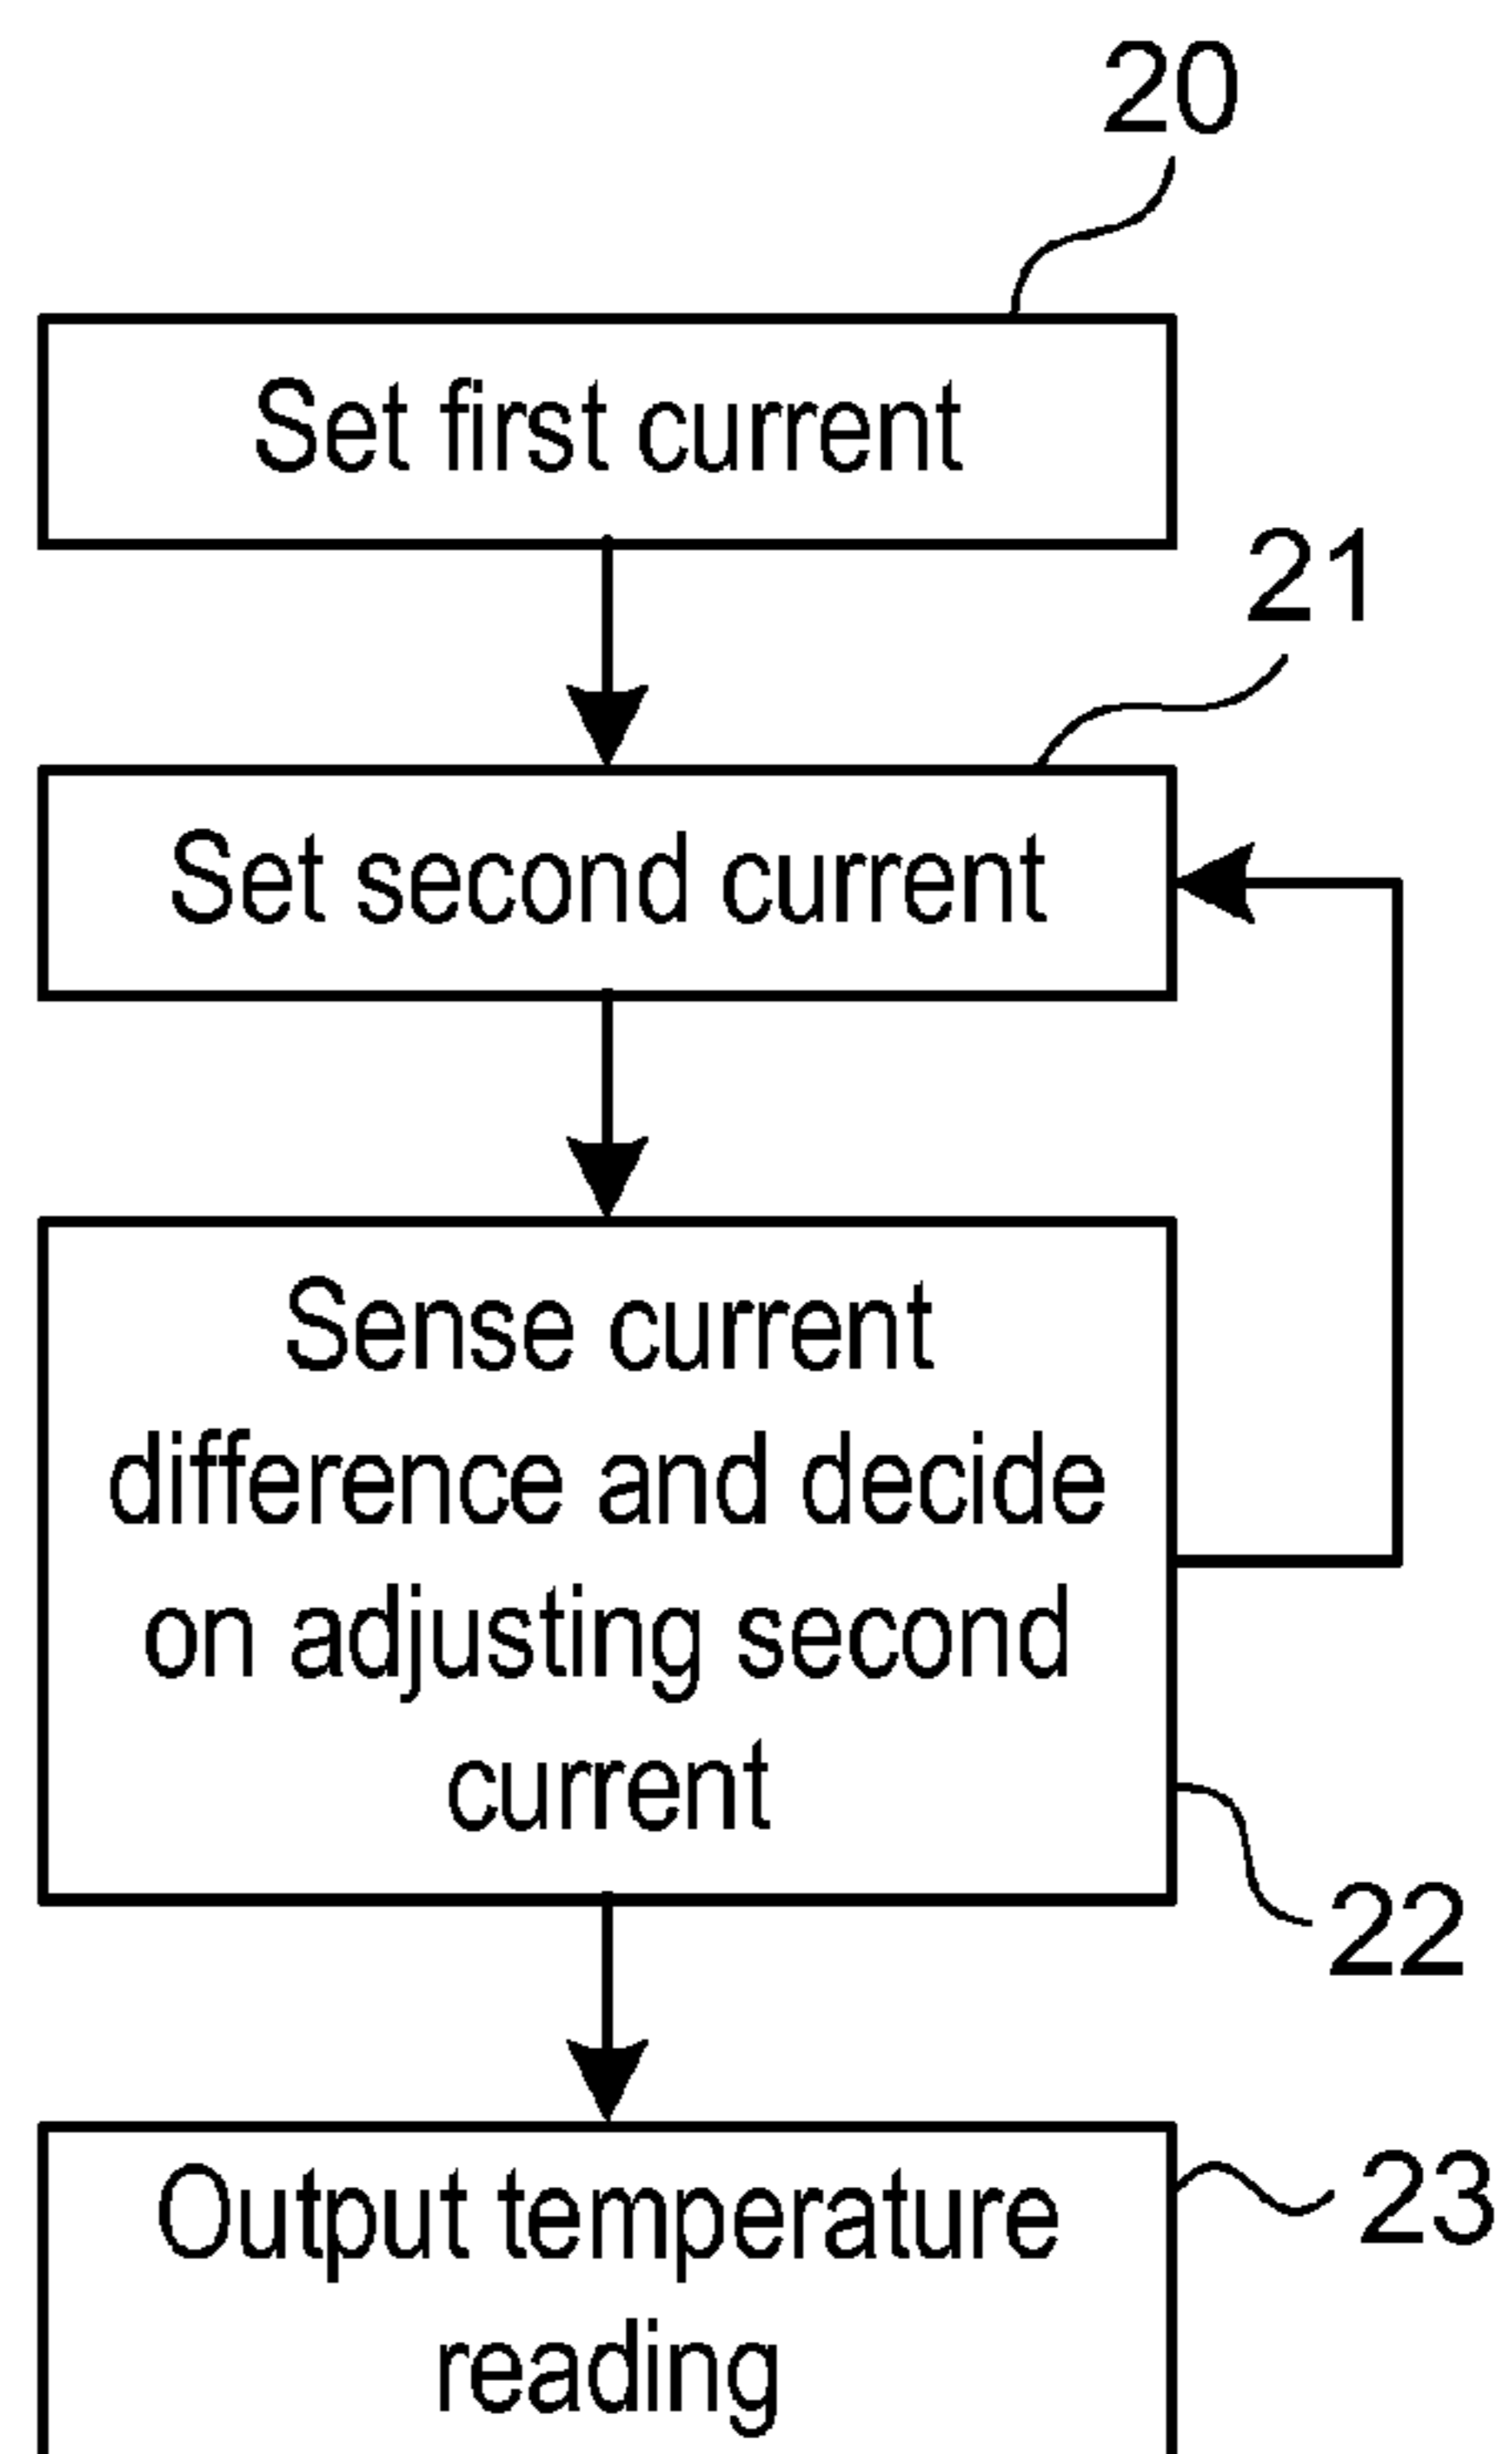 20
Set first current
21
Set second current
Sense current
difference and decide
on adjusting second
current
22
Output temperature
reading
23